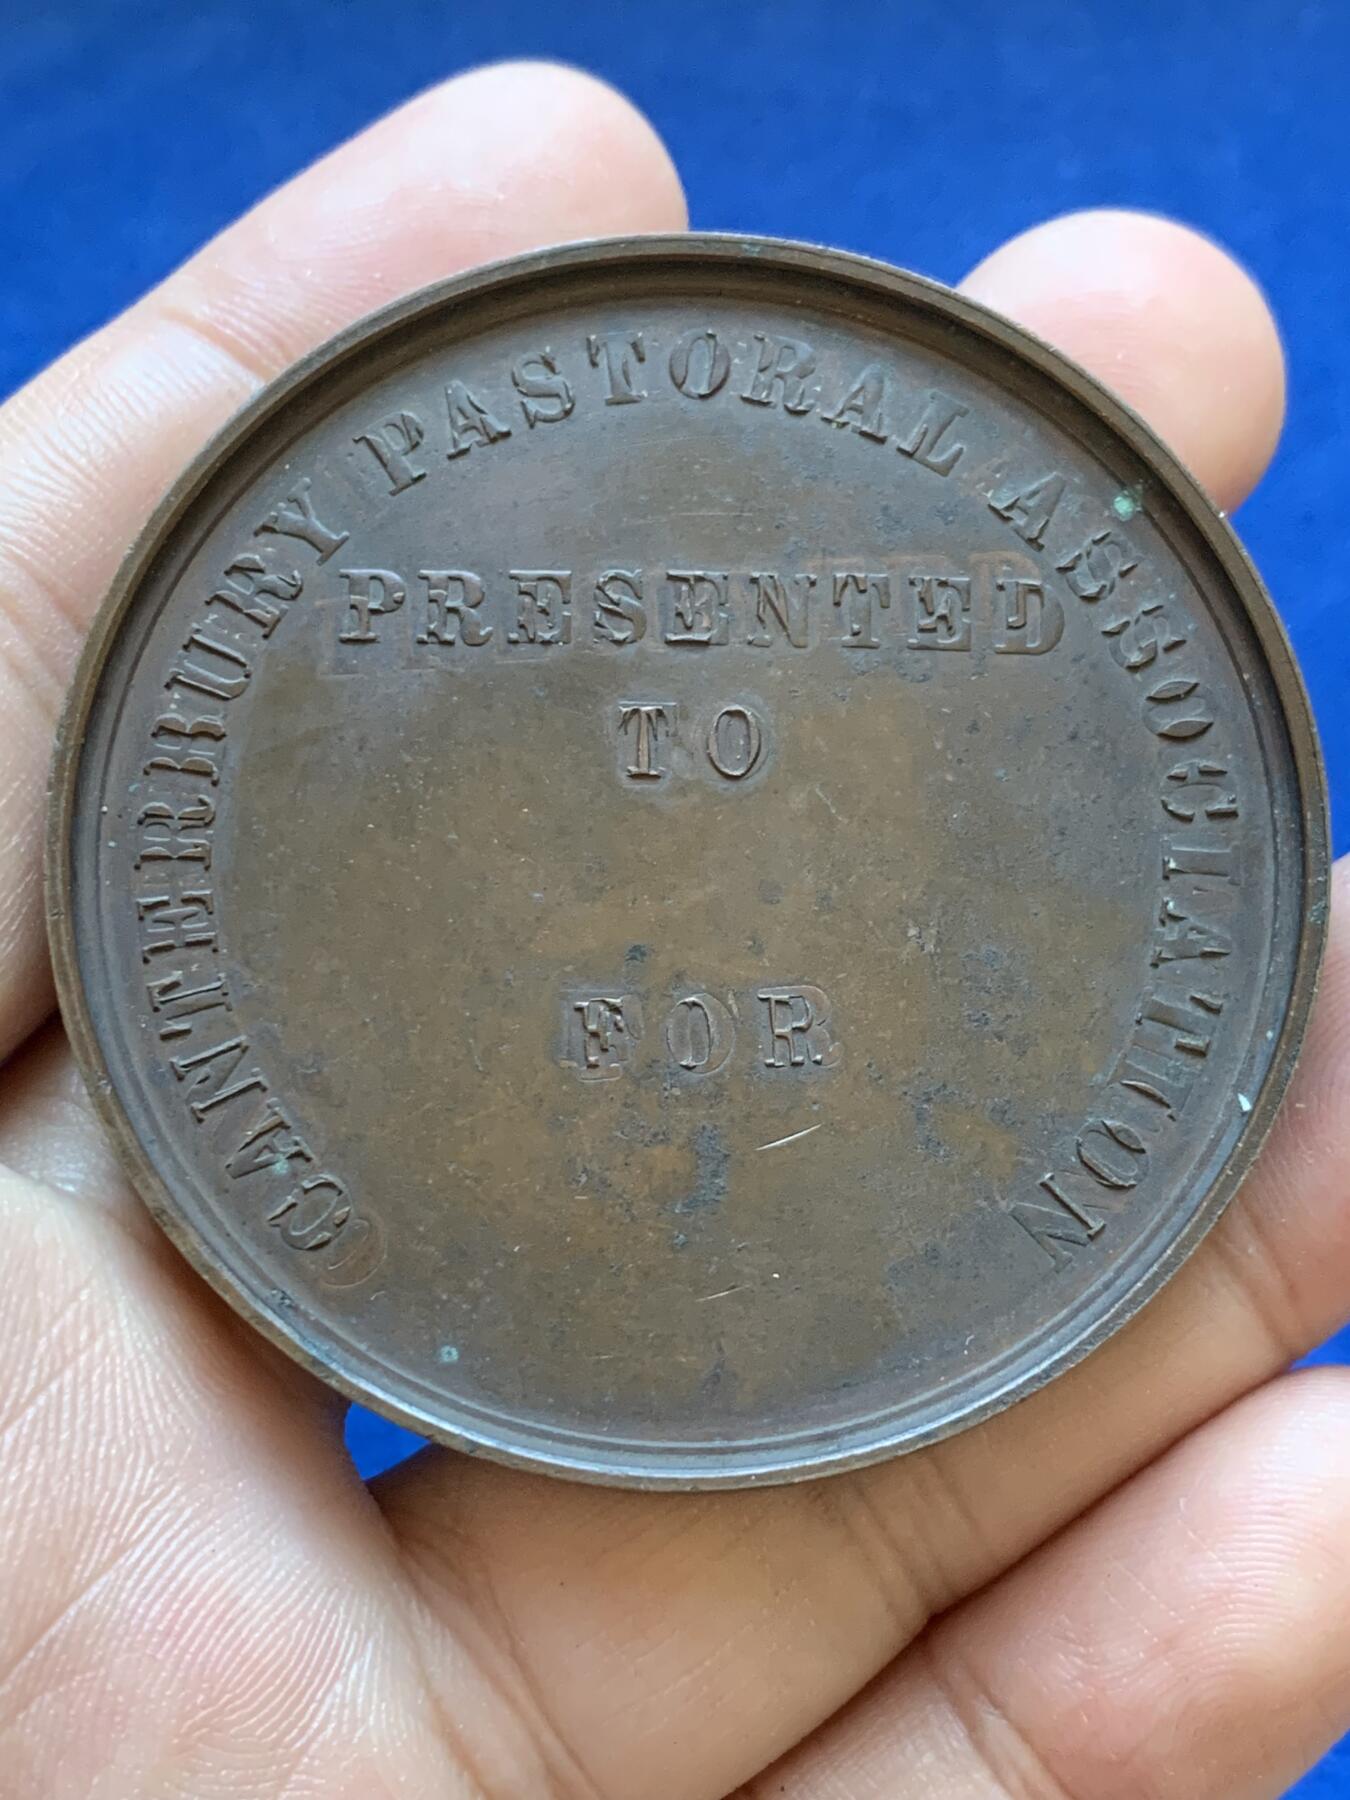 CANTERBURY PASTORAL ASSOCIATION
PRESENTED
TO
FOR